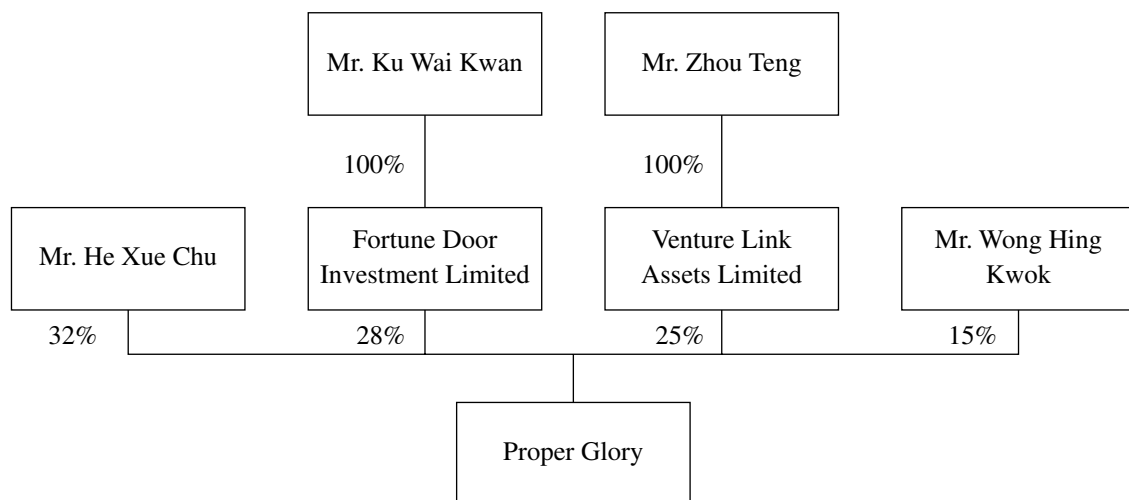 Mr. Ku Wai Kwan
Mr. Zhou Teng
100%
100%
Mr. He Xue Chu
Fortune Door
Investment Limited
Venture Link
Assets Limited
Mr. Wong Hing
Kwok
32%
28%
25%
15%
Proper Glory